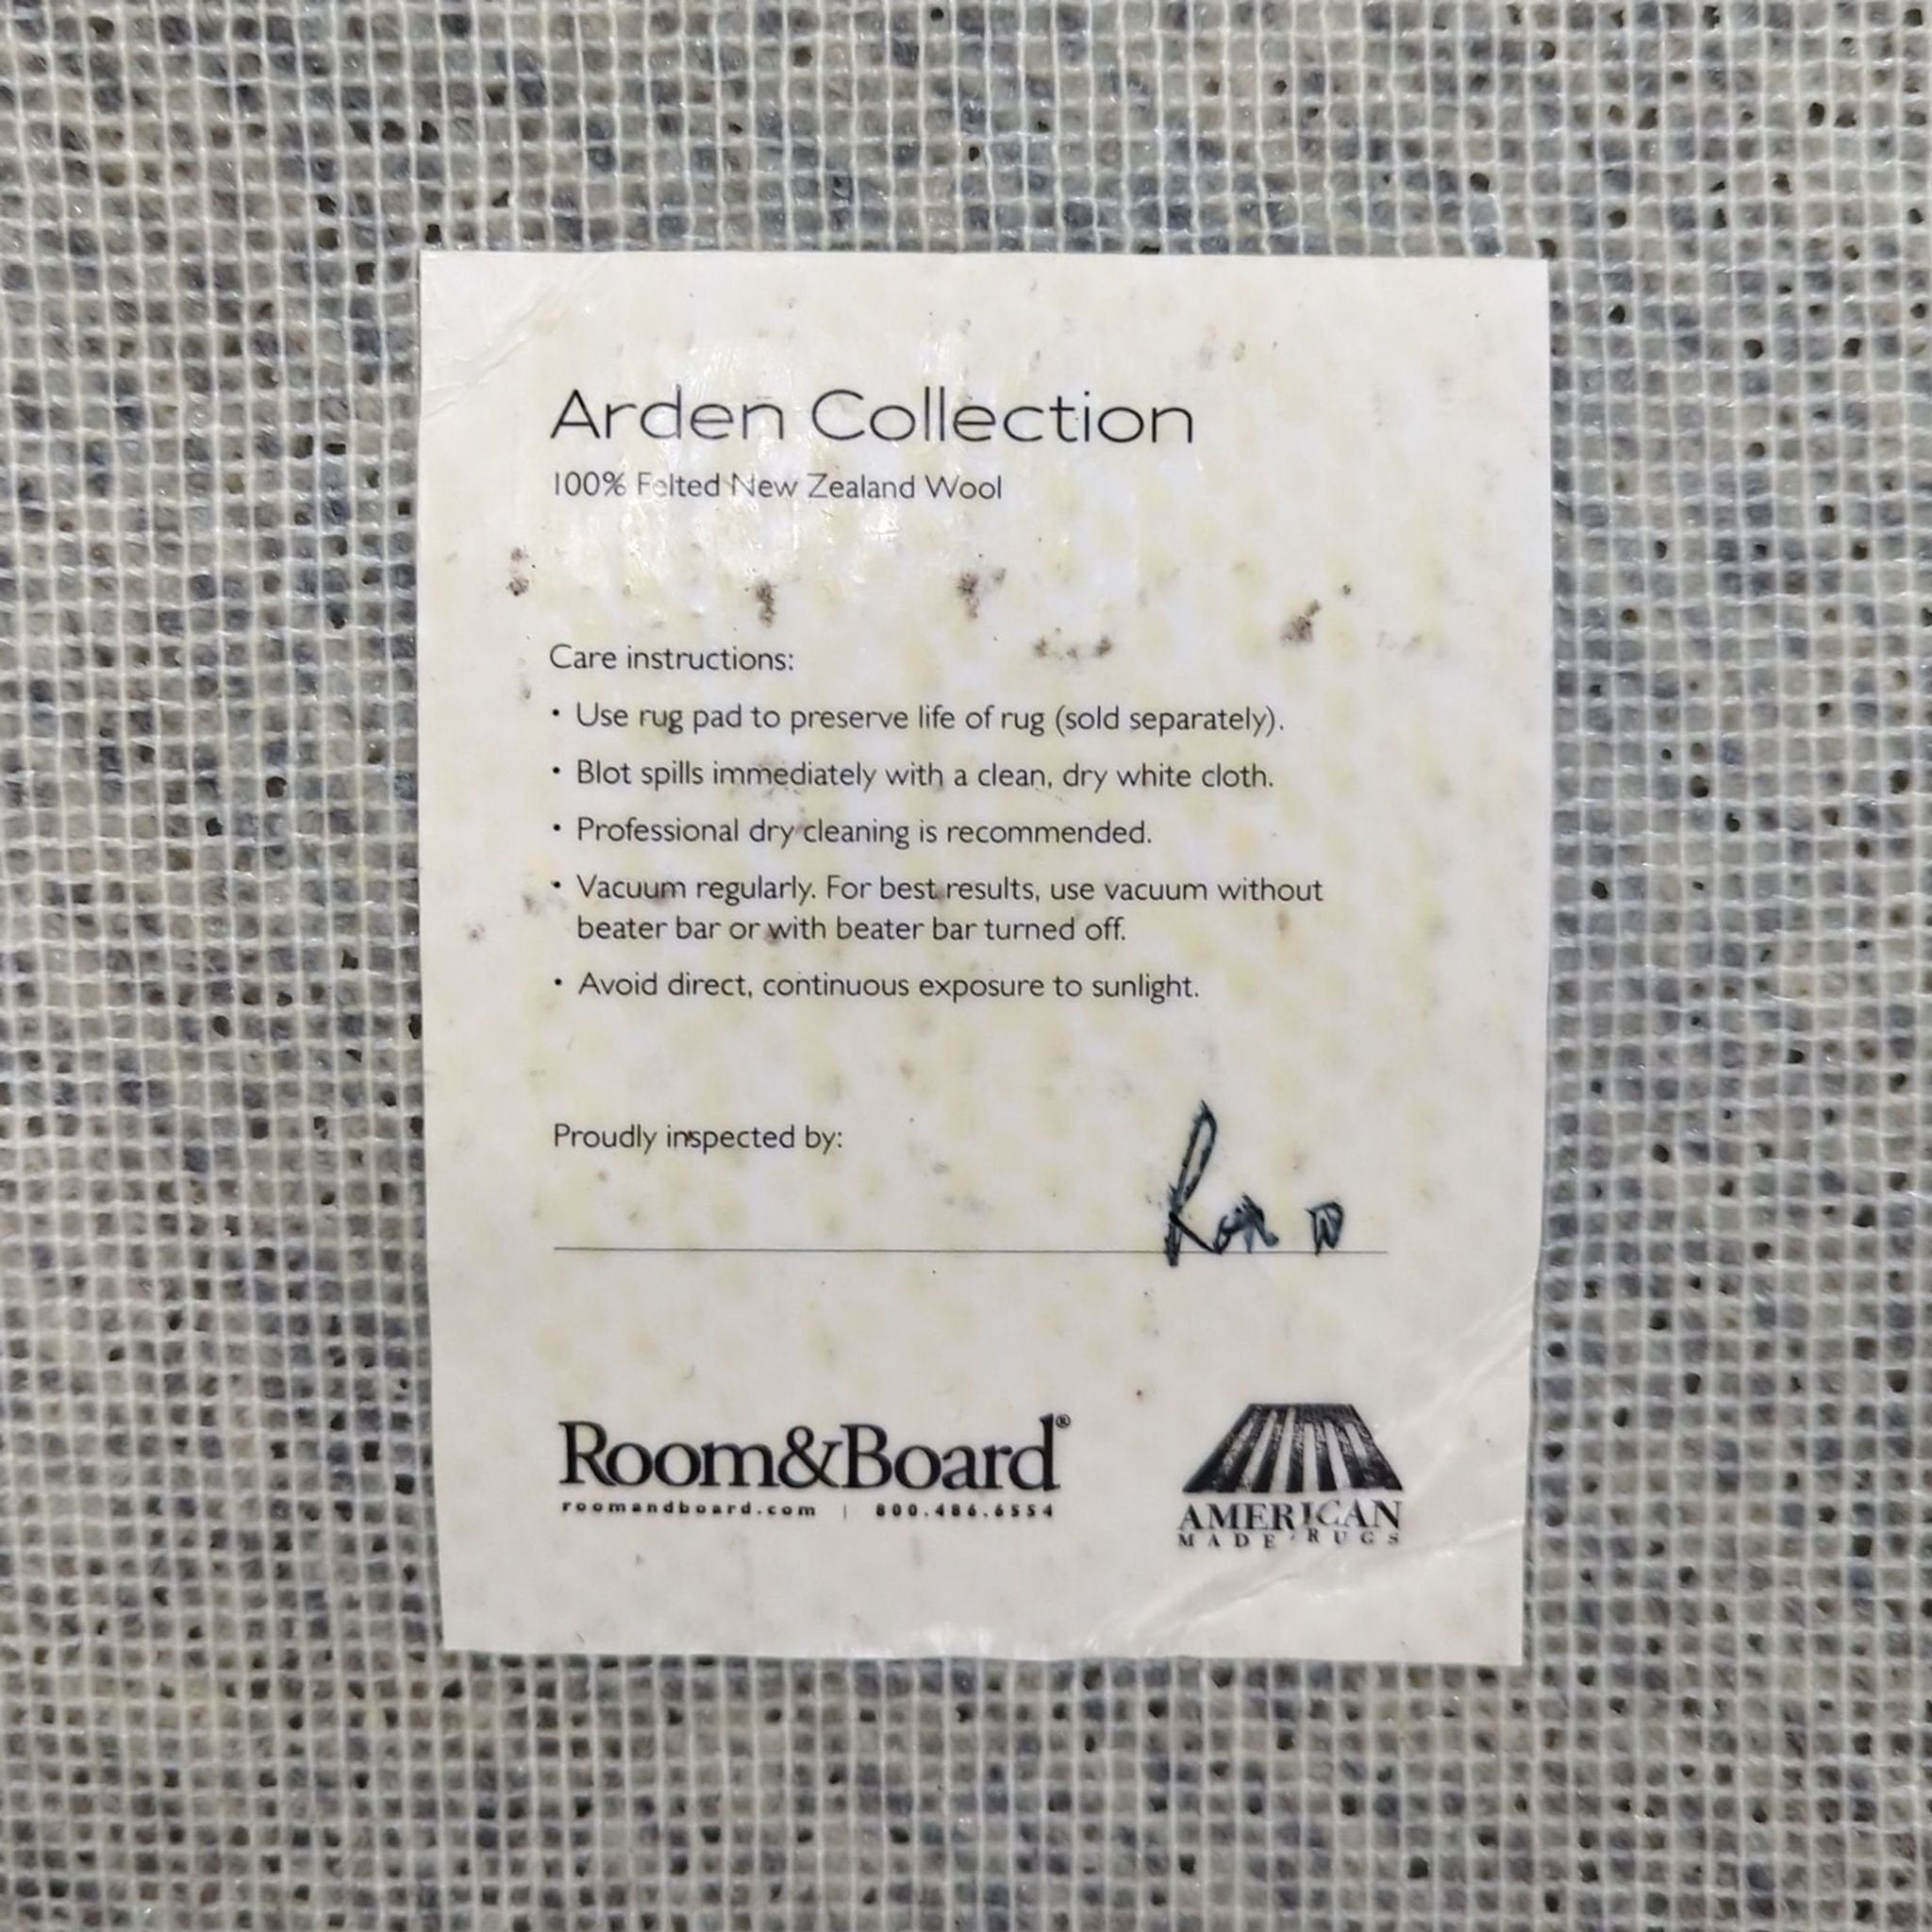 Arden Collection
100% Felted New Zealand Wool
Care instructions:
• Use rug pad to preserve life of rug (sold separately).
• Blot spills immediately with a clean, dry white cloth.
• Professional dry cleaning is recommended.
• Vacuum regularly. For best results, use vacuum without
beater bar or with beater bar turned off.
• Avoid direct, continuous exposure to sunlight.
Proudly inspected by:
Ron
Room&Board®
roomandboard.com | 800.486.6554
AMERICAN
MADE RUGS